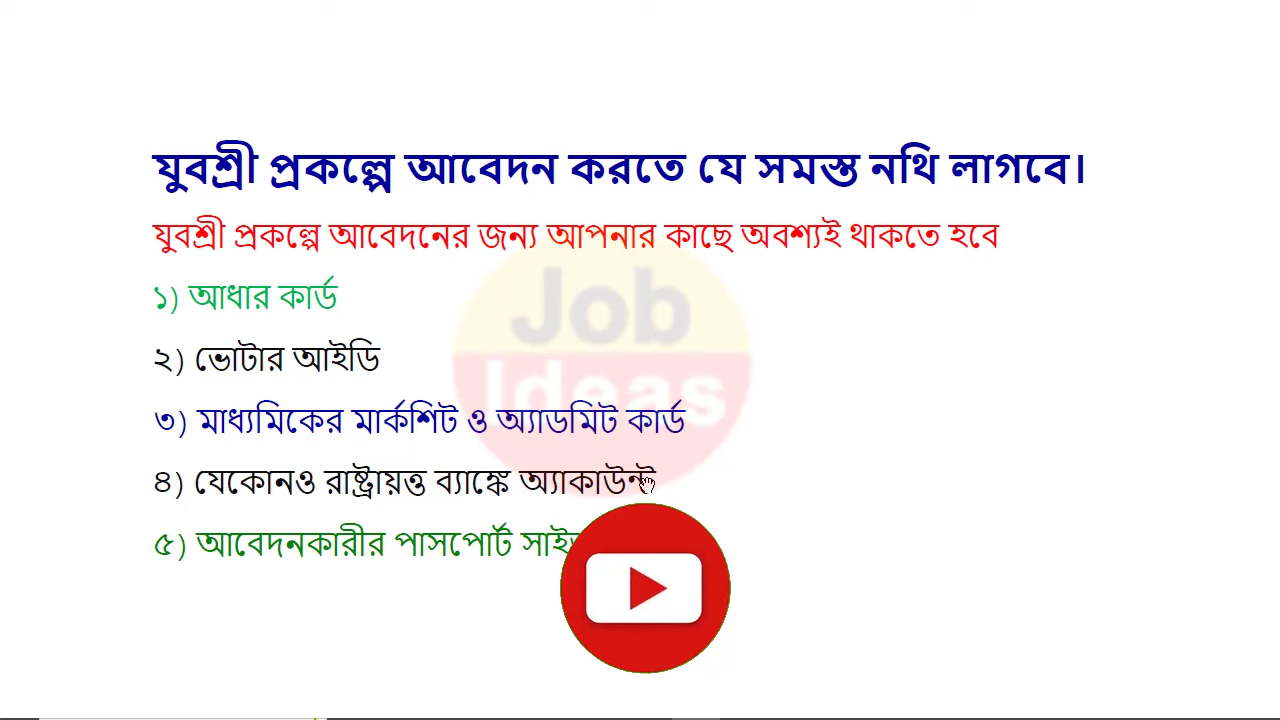 যুবশ্রী প্রকল্পে আবেদন করতে যে সমস্ত নথি লাগবে।
যুবশ্রী প্রকল্পে আবেদনের জন্য আপনার কাছে অবশ্যই থাকতে হবে
১) আধার কার্ড
২) ভোটার আইডি
৩) মাধ্যমিকের মার্কশিট ও অ্যাডমিট কার্ড
৪) যেকোনও রাষ্ট্রায়ত্ত ব্যাঙ্কে অ্যাকাউন্ট
৫) আবেদনকারীর পাসপোর্ট
Job
Ideas